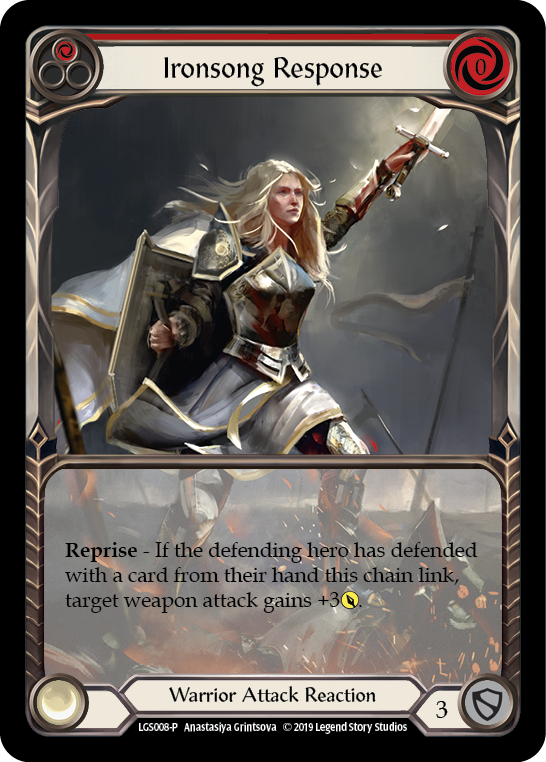 Ironsong Response
0
Reprise - If the defending hero has defended
with a card from their hand this chain link,
target weapon attack gains +3.
Warrior Attack Reaction
3
LGS008-P Anastasiya Grintsova © 2019 Legend Story Studios